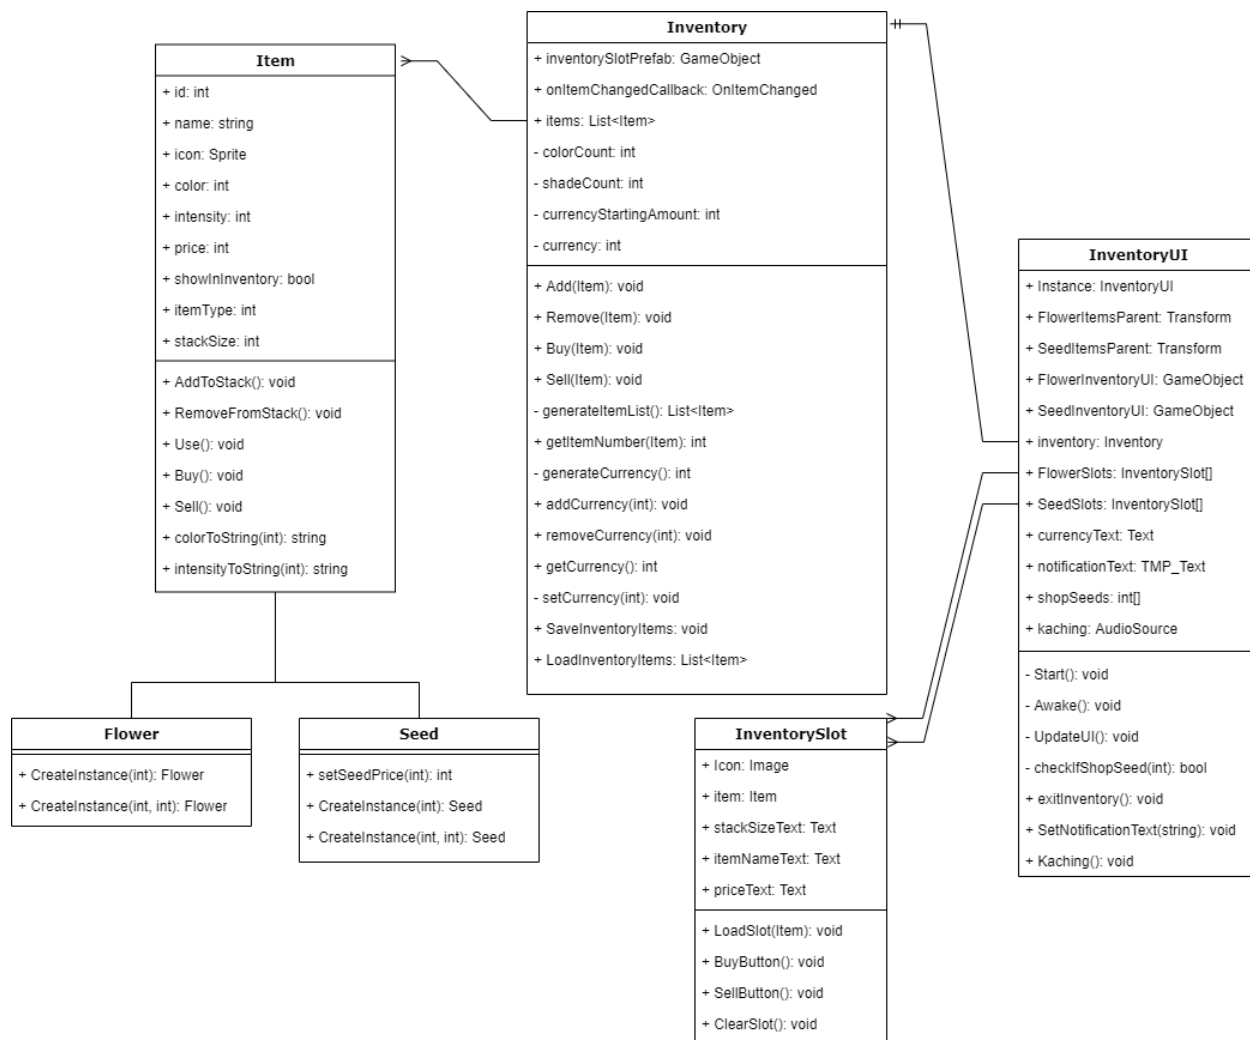 Item
+ id: int
+ name: string
+ icon: Sprite
+ color: int
+ intensity: int
+ price: int
+ showInInventory: bool
+ itemType: int
+ stackSize: int
+ AddToStack(): void
+ RemoveFromStack(): void
+ Use(): void
+ Buy(): void
+ Sell(): void
+ colorToString(int): string
+ intensityToString(int): string
Inventory
+ inventorySlotPrefab: GameObject
+ onItemChangedCallback: OnItemChanged
+ items: List<Item>
- colorCount: int
- shadeCount: int
- currencyStartingAmount: int
- currency: int
+ Add(Item): void
+ Remove(Item): void
+ Buy(Item): void
+ Sell(Item): void
- generateItemList(): List<Item>
+ getItemNumber(Item): int
- generateCurrency(): int
+ addCurrency(int): void
+ removeCurrency(int): void
+ getCurrency(): int
- setCurrency(int): void
+ SaveInventoryItems: void
+ LoadInventoryItems: List<Item>
InventoryUI
+ Instance: InventoryUI
+ FlowerItemsParent: Transform
+ SeedItemsParent: Transform
+ FlowerInventoryUI: GameObject
+ SeedInventoryUI: GameObject
+ inventory: Inventory
+ FlowerSlots: InventorySlot[]
+ SeedSlots: InventorySlot[]
+ currencyText: Text
+ notificationText: TMP_Text
+ shopSeeds: int[]
+ kaching: AudioSource
- Start(): void
- Awake(): void
- UpdateUI(): void
- checkIfShopSeed(int): bool
+ exitInventory(): void
+ SetNotificationText(string): void
+ Kaching(): void
Flower
+ CreateInstance(int): Flower
+ CreateInstance(int, int): Flower
Seed
+ setSeedPrice(int): int
+ CreateInstance(int): Seed
+ CreateInstance(int, int): Seed
InventorySlot
+ Icon: Image
+ item: Item
+ stackSizeText: Text
+ itemNameText: Text
+ priceText: Text
+ LoadSlot(Item): void
+ BuyButton(): void
+ SellButton(): void
+ ClearSlot(): void